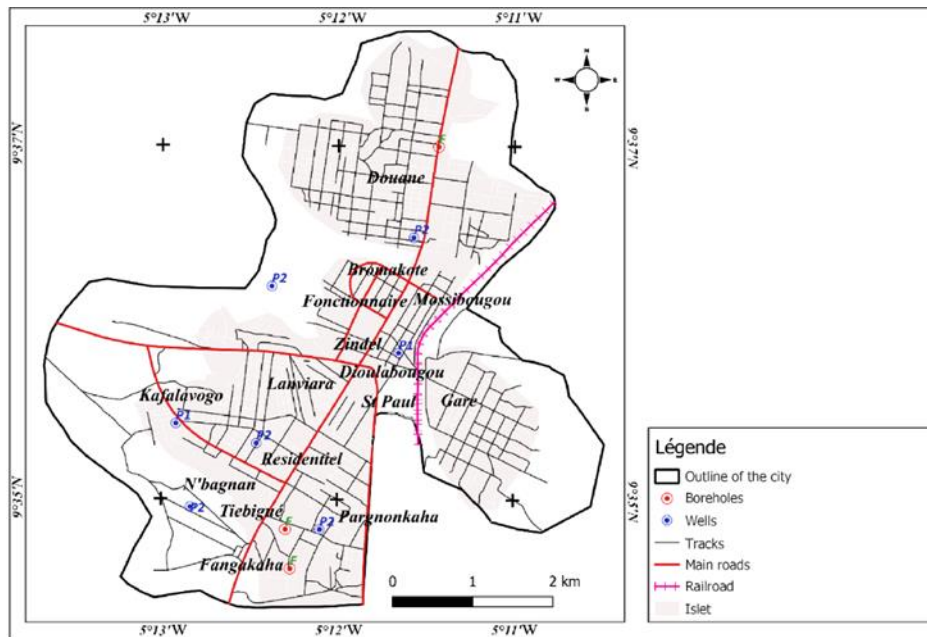 5°13'W 5°12'W 5°11'W
N
W E
S
9°37'N 9°37'N
F
Douane
P2
P2
Bromakote
Fonctionnaire Mossibougou
Zindel P1
Dioulabougou
Lanviara
Kafalavogo St Paul Gare
P1
P2
Residentiel
N'bagnan
9°35'N 9°35'N
P2 Tiebigué Pargnonkaha
F P2
Fangakaha F
0 1 2 km
5°13'W 5°12'W 5°11'W
Légende
Outline of the city
Boreholes
Wells
Tracks
Main roads
Railroad
Islet